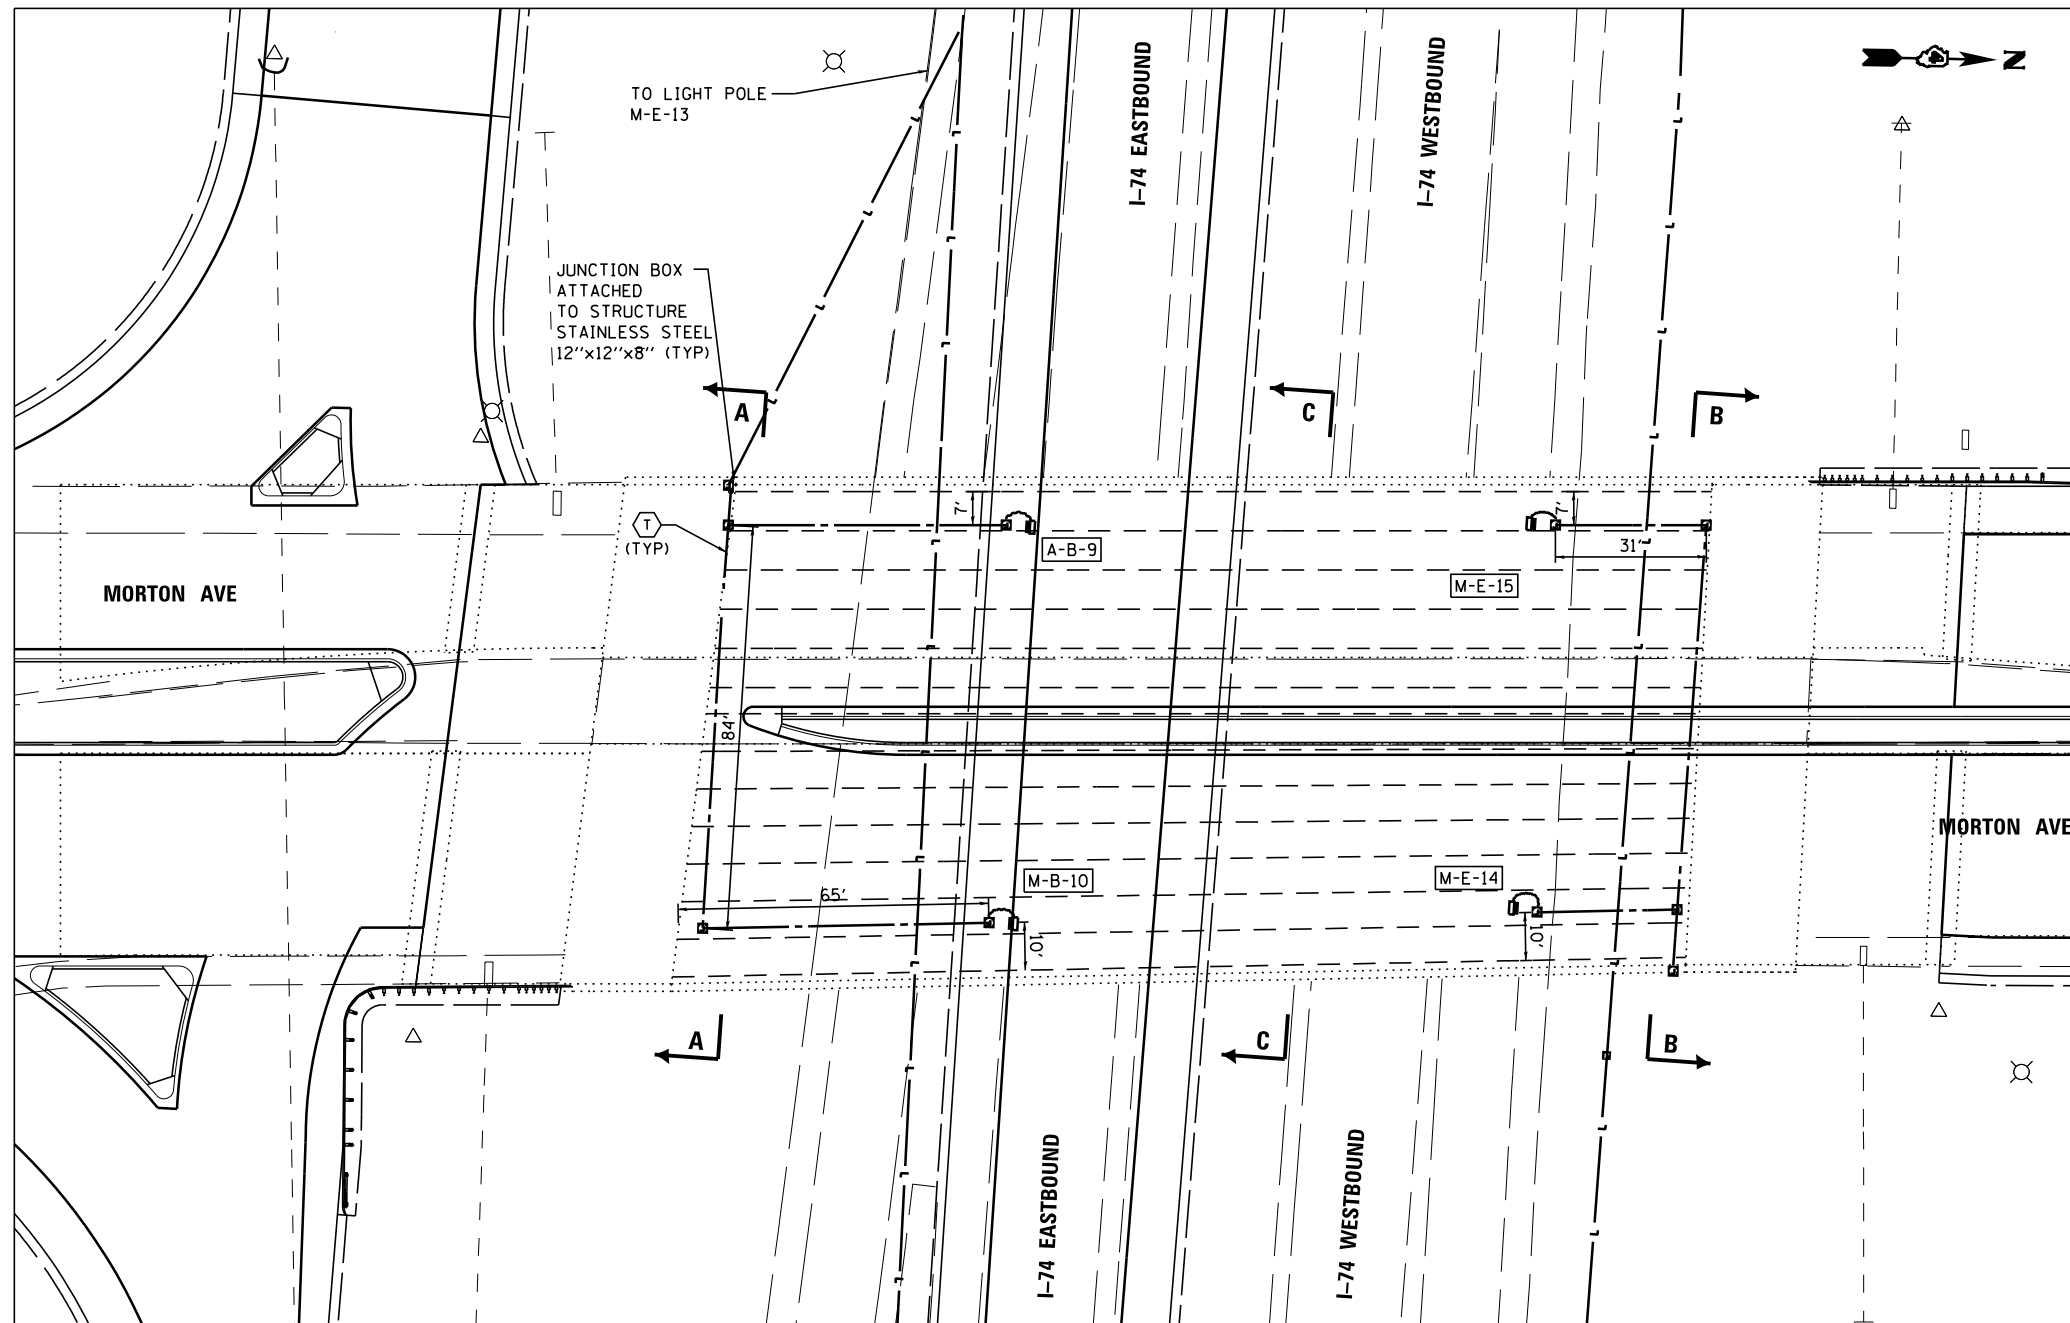 TO LIGHT POLE
M-E-13
I-74 EASTBOUND
I-74 WESTBOUND
N
JUNCTION BOX
ATTACHED
TO STRUCTURE
STAINLESS STEEL
12''x12''x8'' (TYP)
A
C
B
7'
7'
T
(TYP)
A-B-9
31'
M-E-15
MORTON AVE
84'
MORTON AVE
M-B-10
M-E-14
65'
10'
10'
A
C
B
I-74 EASTBOUND
I-74 WESTBOUND